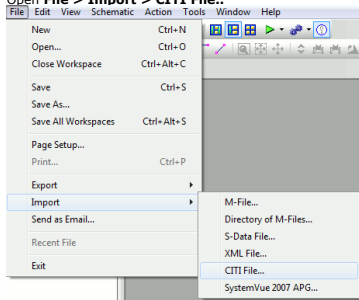 Open File > Import > CITI File..
File Edit View Schematic Action Tools Window Help
New Ctrl+N
Open... Ctrl+O
Close Workspace Ctrl+Alt+C
Save Ctrl+S
Save As...
Save All Workspaces Ctrl+Alt+S
Page Setup...
Print... Ctrl+P
Export
Import
Send as Email...
Recent File
Exit
M-File...
Directory of M-Files...
S-Data File...
XML File...
CITI File...
SystemVue 2007 APG...